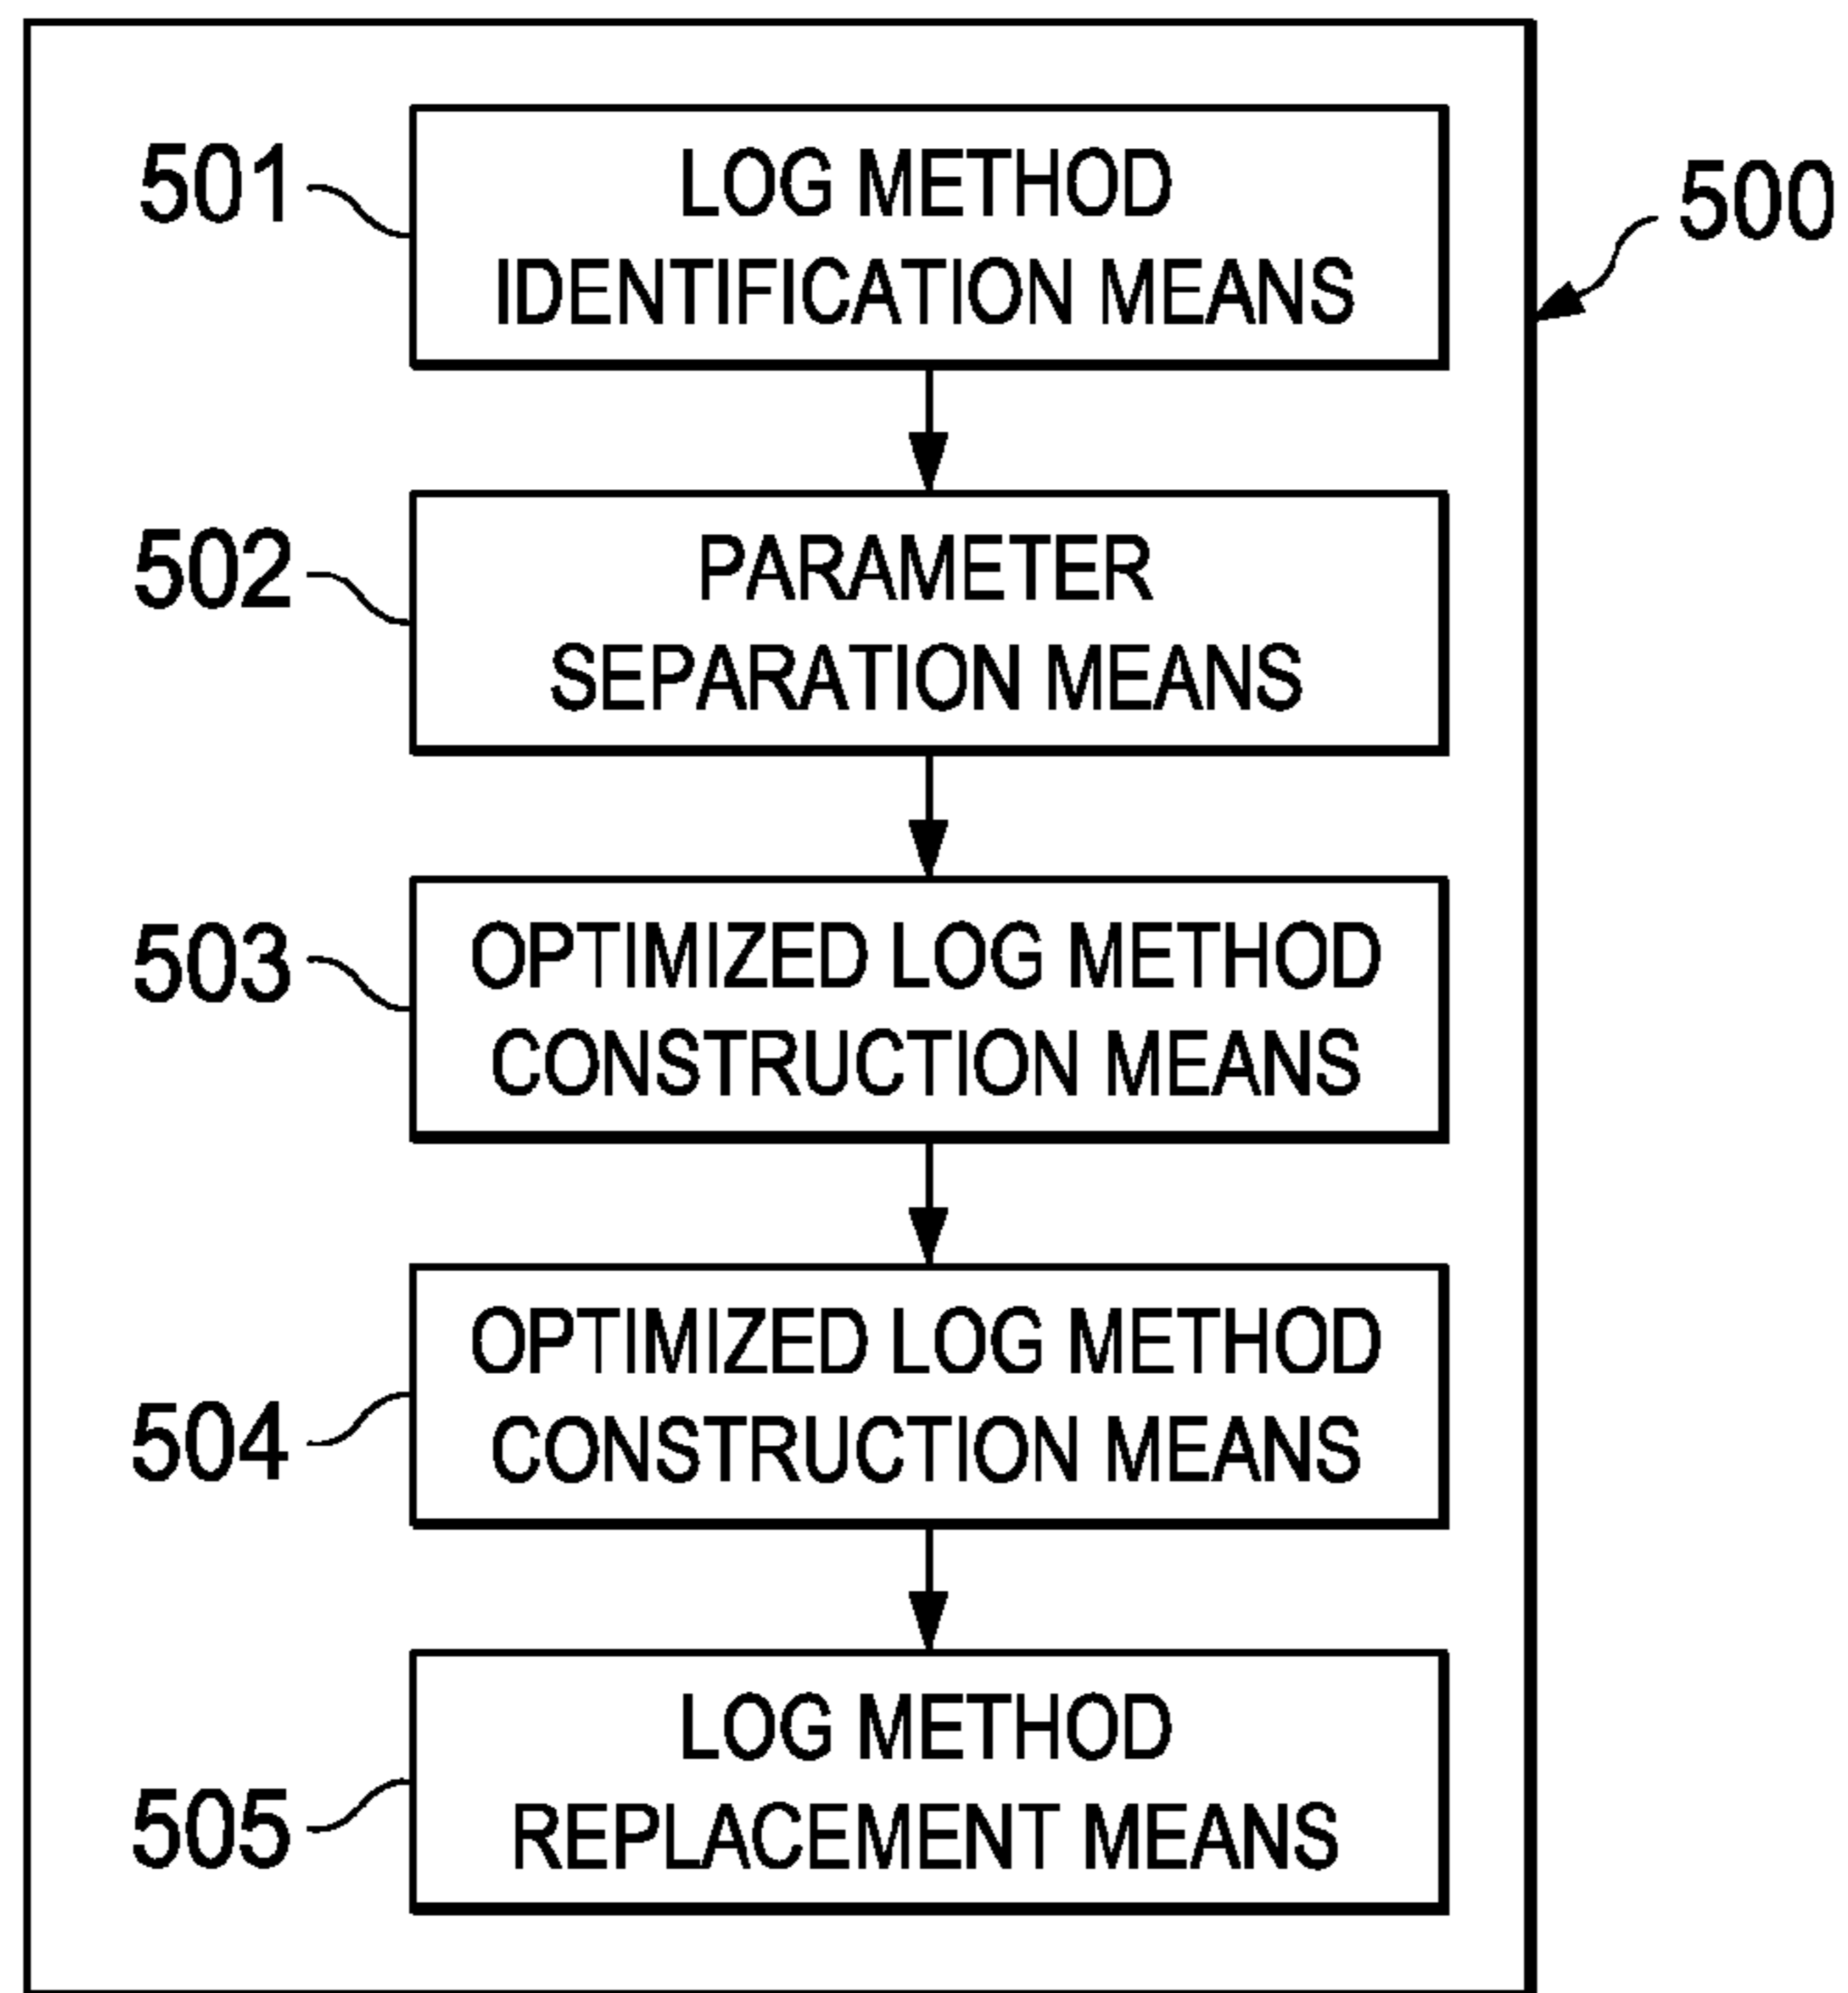 501
LOG METHOD
IDENTIFICATION MEANS
500
502
PARAMETER
SEPARATION MEANS
503
OPTIMIZED LOG METHOD
CONSTRUCTION MEANS
504
OPTIMIZED LOG METHOD
CONSTRUCTION MEANS
505
LOG METHOD
REPLACEMENT MEANS